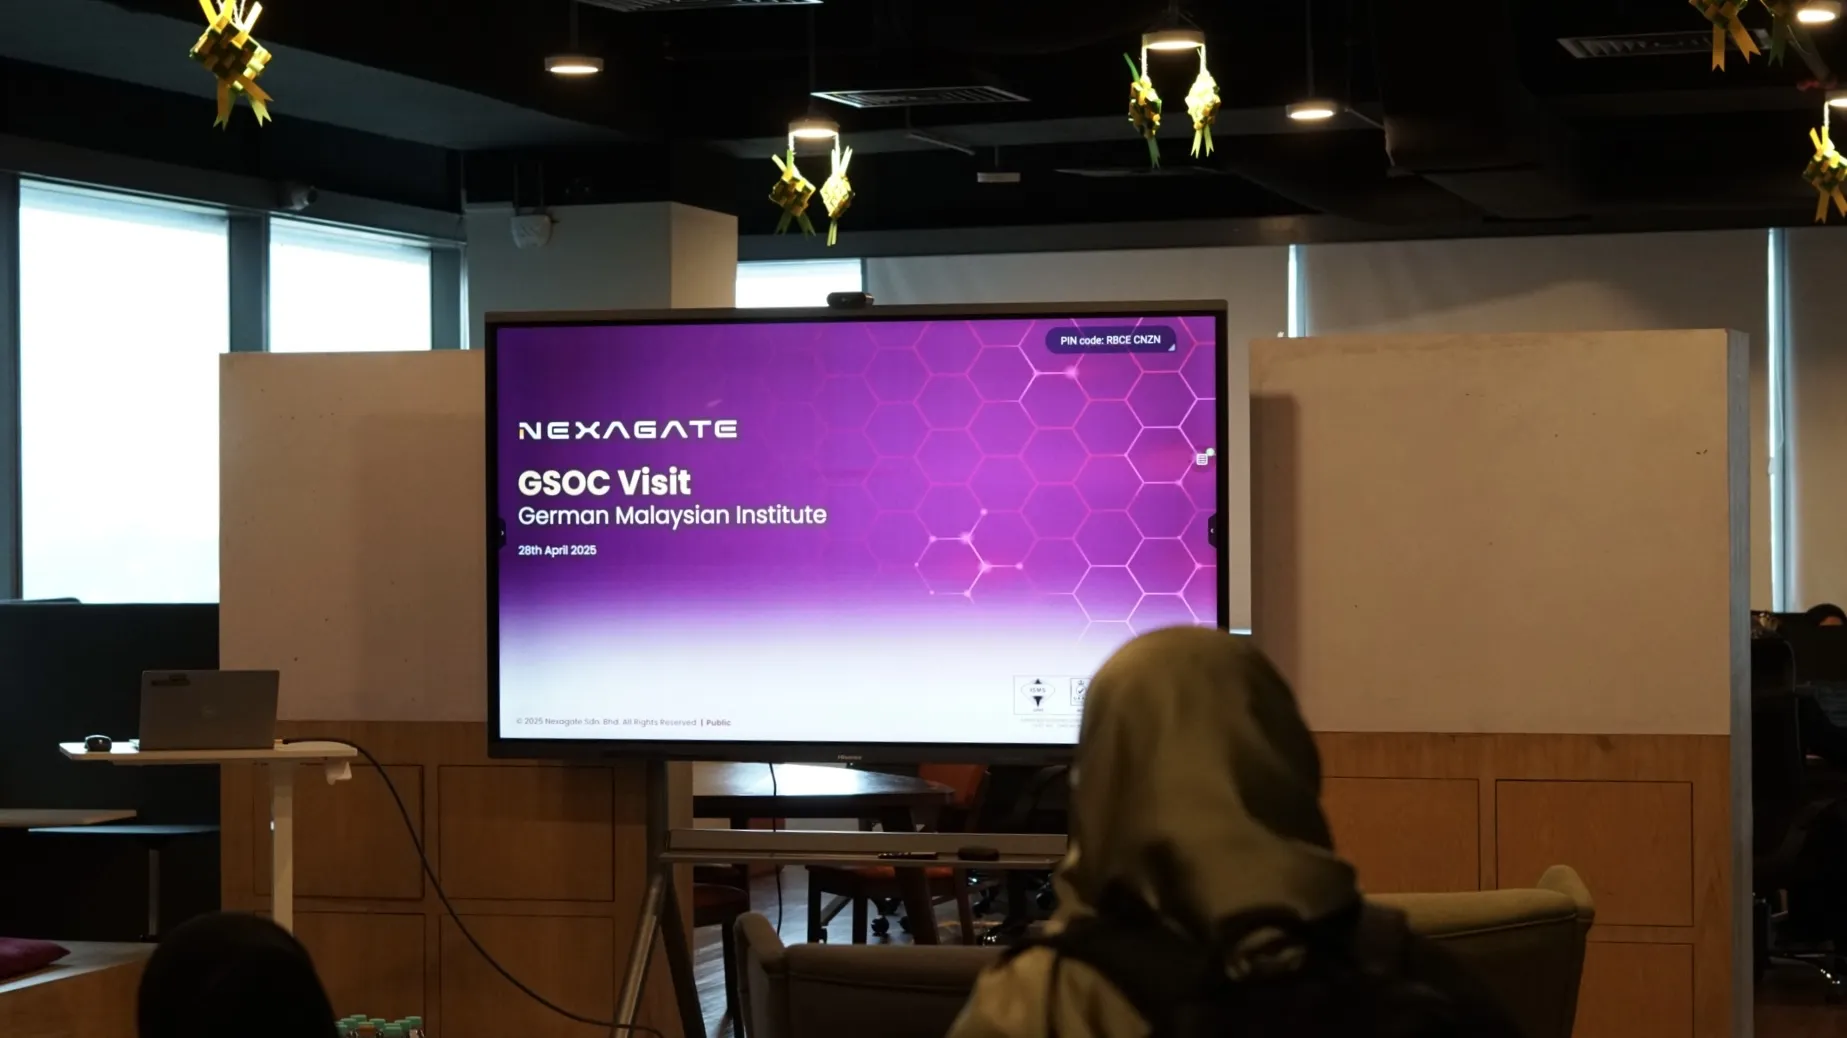 PIN code: RBCE CNZN
NEXAGATE
GSOC Visit
German Malaysian Institute
28th April 2025
© 2025 Nexagate Sdn. Bhd. All Rights Reserved. | Public
Hisense